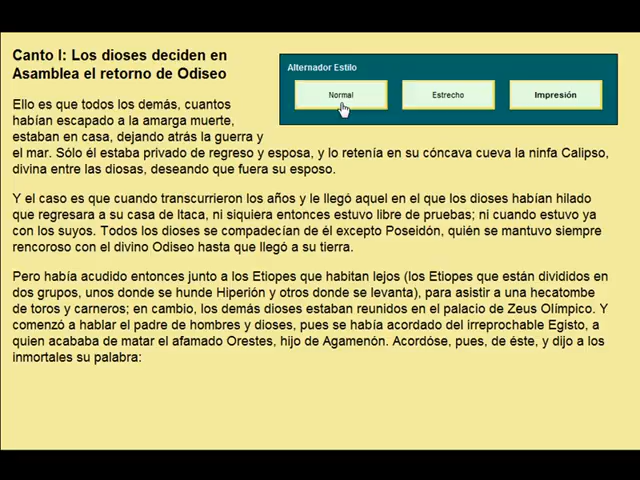 Canto I: Los dioses deciden en
Asamblea el retorno de Odiseo
Alternador Estilo
Normal
Estrecho
Impresión
Ello es que todos los demás, cuantos
habían escapado a la amarga muerte,
estaban en casa, dejando atrás la guerra y
el mar. Sólo él estaba privado de regreso y esposa, y lo retenía en su cóncava cueva la ninfa Calipso,
divina entre las diosas, deseando que fuera su esposo.
Y el caso es que cuando transcurrieron los años y le llegó aquel en el que los dioses habían hilado
que regresara a su casa de Itaca, ni siquiera entonces estuvo libre de pruebas; ni cuando estuvo ya
con los suyos. Todos los dioses se compadecían de él excepto Poseidón, quién se mantuvo siempre
rencoroso con el divino Odiseo hasta que llegó a su tierra.
Pero había acudido entonces junto a los Etiopes que habitan lejos (los Etiopes que están divididos en
dos grupos, unos donde se hunde Hiperión y otros donde se levanta), para asistir a una hecatombe
de toros y carneros; en cambio, los demás dioses estaban reunidos en el palacio de Zeus Olímpico. Y
comenzó a hablar el padre de hombres y dioses, pues se había acordado del irreprochable Egisto, a
quien acababa de matar el afamado Orestes, hijo de Agamenón. Acordóse, pues, de éste, y dijo a los
inmortales su palabra: